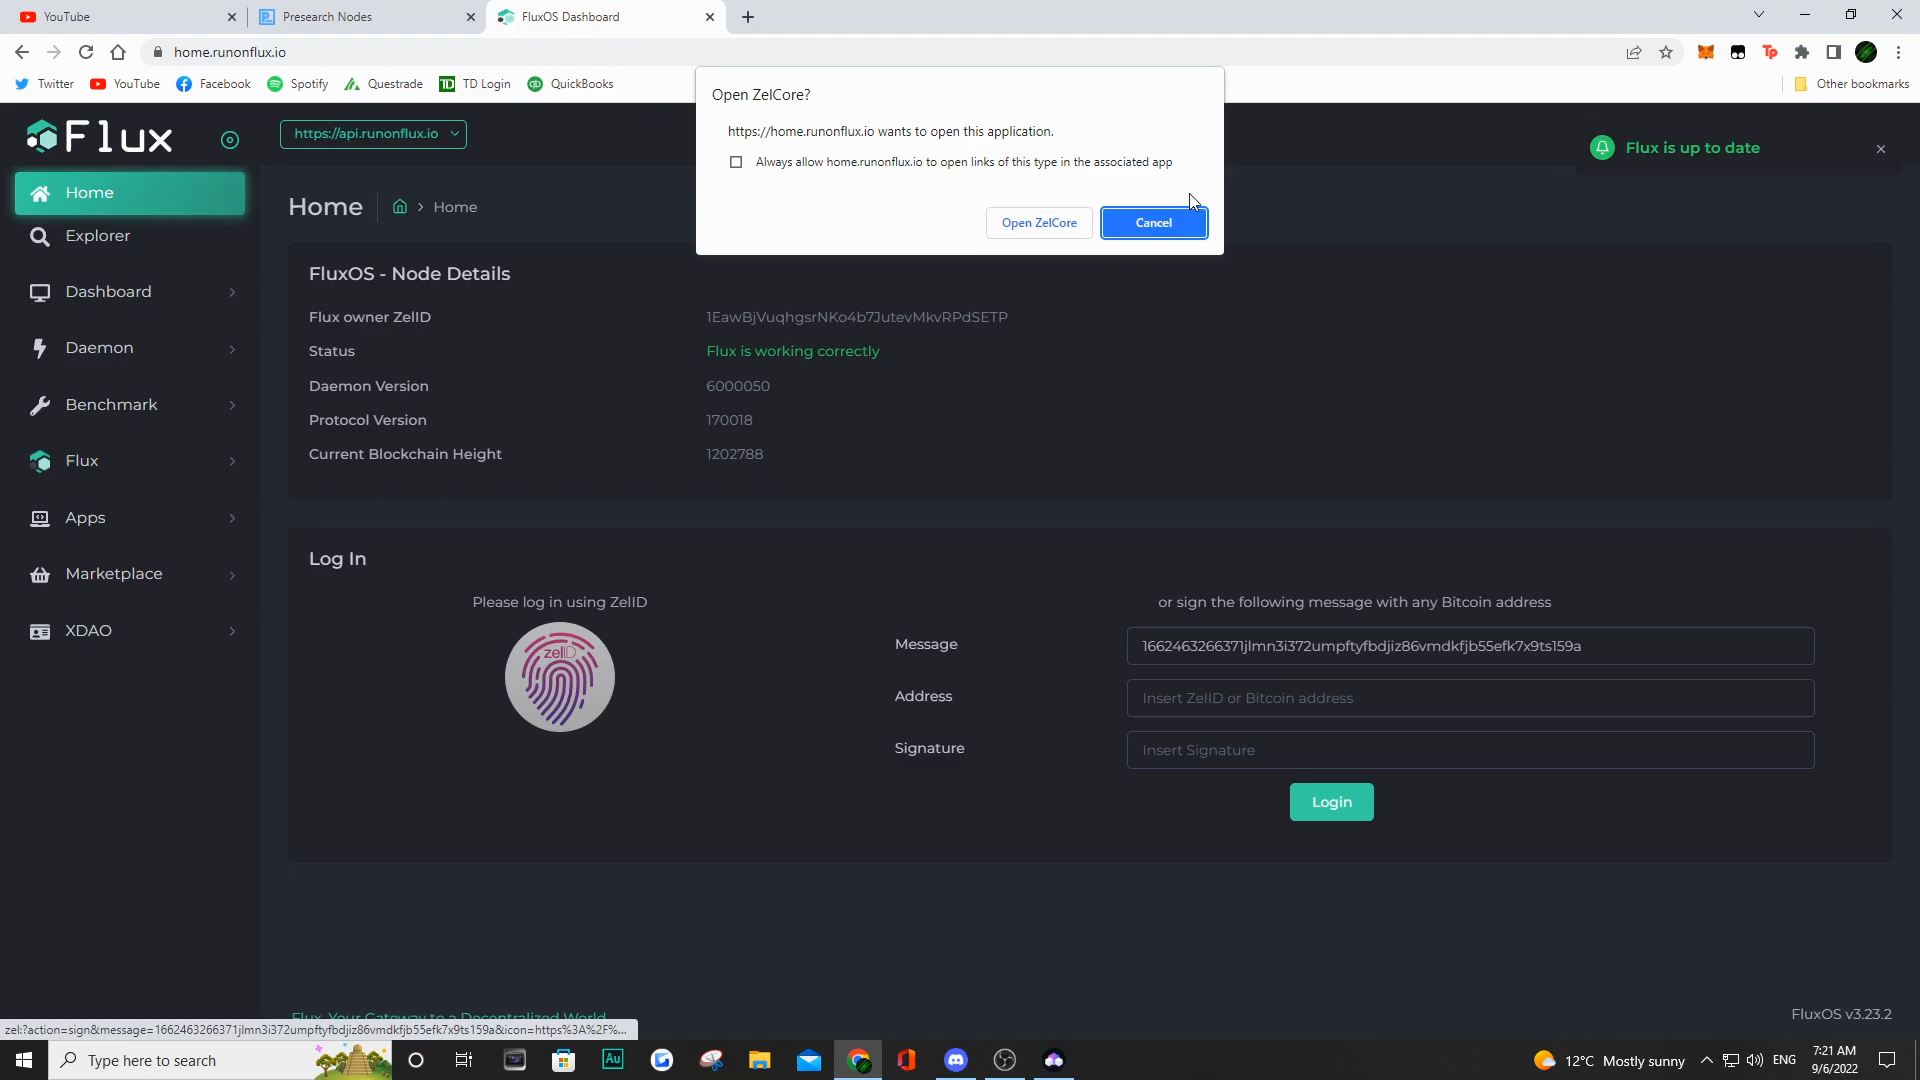 YouTube
Presearch Nodes
FluxOS Dashboard
home.runonflux.io
Twitter
YouTube
Facebook
Spotify
Questrade
TD Login
QuickBooks
Other bookmarks
Open ZelCore?
https://home.runonflux.io wants to open this application.
Always allow home.runonflux.io to open links of this type in the associated app
Open ZelCore
Cancel
Flux
https://api.runonflux.io
Flux is up to date
Home
Explorer
Dashboard
Daemon
Benchmark
Flux
Apps
Marketplace
XDAO
Home
Home
FluxOS - Node Details
Flux owner ZelID
1EawBjVuqhgsrNKo4b7JutevMkvRPdSETP
Status
Flux is working correctly
Daemon Version
6000050
Protocol Version
170018
Current Blockchain Height
1202788
Log In
Please log in using ZelID
zelID
or sign the following message with any Bitcoin address
Message
1662463266371jlmn3i372umpftyfbdjiz86vmdkfjb55efk7x9ts159a
Address
Insert ZelID or Bitcoin address
Signature
Insert Signature
Login
Flux, Your Gateway to a Decentralized World
FluxOS v3.23.2
zel:?action=sign&message=1662463266371jlmn3i372umpftyfbdjiz86vmdkfjb55efk7x9ts159a&icon=https%3A%2F%...
Type here to search
Au
12°C Mostly sunny
ENG
7:21 AM
9/6/2022